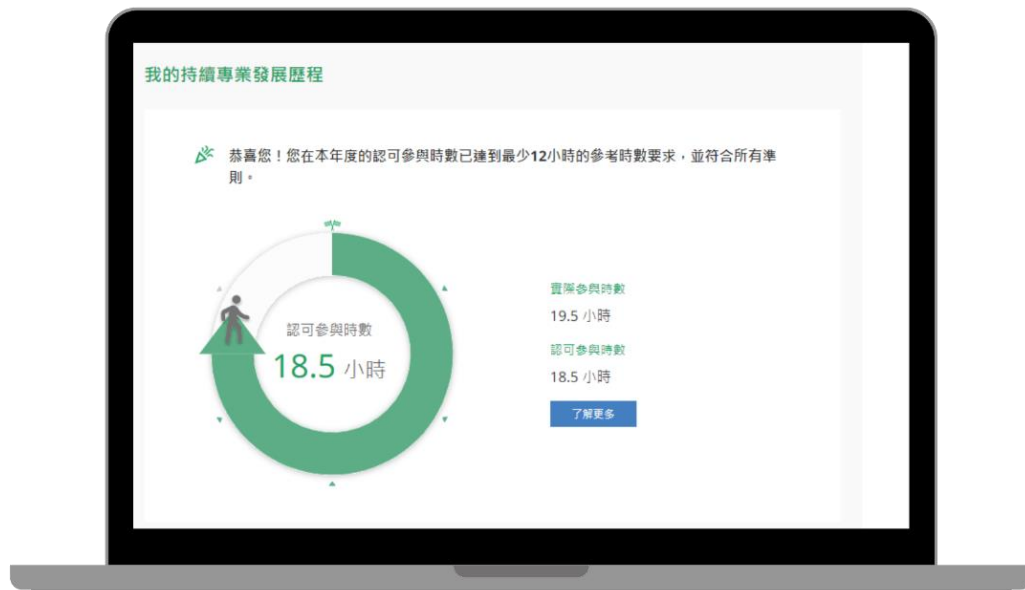 我的持續專業發展歷程
恭喜您！您在本年度的認可參與時數已達到最少12小時的參考時數要求，並符合所有準
則。
認可參與時數
18.5 小時
實際參與時數
19.5 小時
認可參與時數
18.5 小時
了解更多